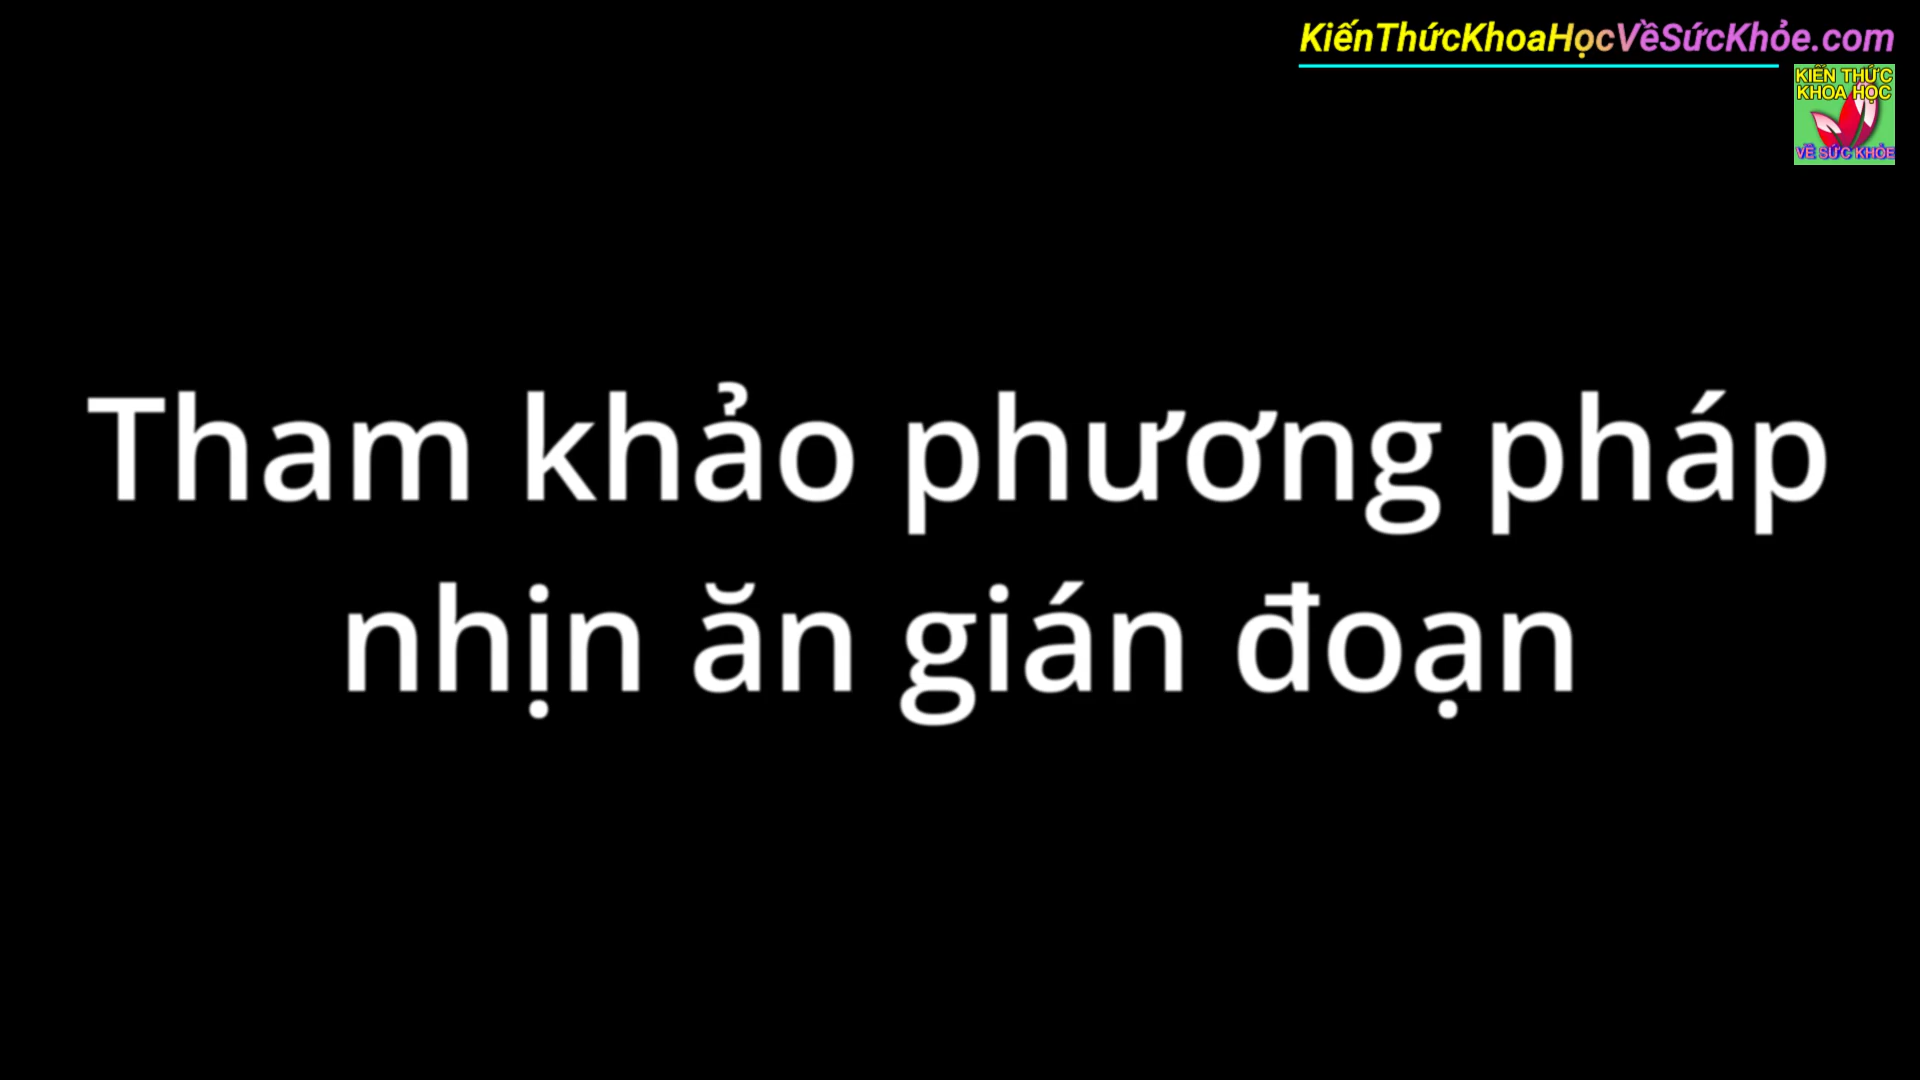 KiếnThứcKhoaHọcVềSứcKhỏe.com
KIẾN THỨC
KHOA HỌC
VỀ SỨC KHỎE
Tham khảo phương pháp
nhịn ăn gián đoạn